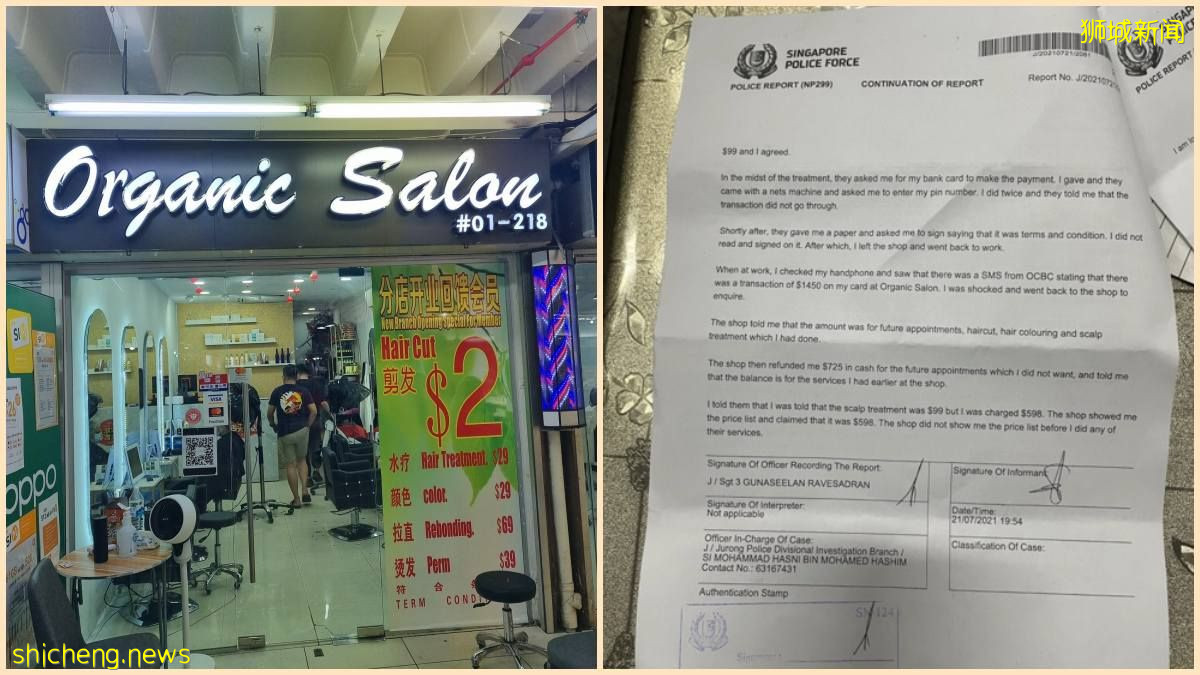 Organic Salon
#01-218
分店开业回馈会员
New Branch Opening Special For Member
Hair Cut
剪发
$2
水疗 Hair Treatment. $29
颜色 color. $29
拉直 Rebonding. $69
烫发 Perm $39
符合
TERM
VISA
oppo
shicheng.news
狮城新闻
SINGAPORE
POLICE FORCE
J/20210721/2081
POLICE REPORT (NP299)
CONTINUATION OF REPORT
Report No. J/2021072
POLICE REPORT
$99 and I agreed.
In the midst of the treatment, they asked me for my bank card to make the payment. I gave and they
came with a nets machine and asked me to enter my pin number. I did twice and they told me that the
transaction did not go through.
Shortly after, they gave me a paper and asked me to sign saying that it was terms and condition. I did not
read and signed on it. After which, I left the shop and went back to work.
When at work, I checked my handphone and saw that there was a SMS from OCBC stating that there
was a transaction of $1450 on my card at Organic Salon. I was shocked and went back to the shop to
enquire.
The shop told me that the amount was for future appointments, haircut, hair colouring and scalp
treatment which I had done.
The shop then refunded me $725 in cash for the future appointments which I did not want, and told me
that the balance is for the services I had earlier at the shop.
I told them that I was told that the scalp treatment was $99 but I was charged $598. The shop showed me
the price list and claimed that it was $598. The shop did not show me the price list before I did any of
their services.
Signature Of Officer Recording The Report:
J / Sgt 3 GUNASEELAN RAVESADRAN
Signature Of Informant
Signature Of Interpreter:
Not applicable
Date/Time:
21/07/2021 19:54
Officer In-Charge Of Case:
J / Jurong Police Divisional Investigation Branch /
SI MOHAMMAD HASNI BIN MOHAMED HASHIM
Contact No.: 63167431
Classification Of Case:
Authentication Stamp
SN 124